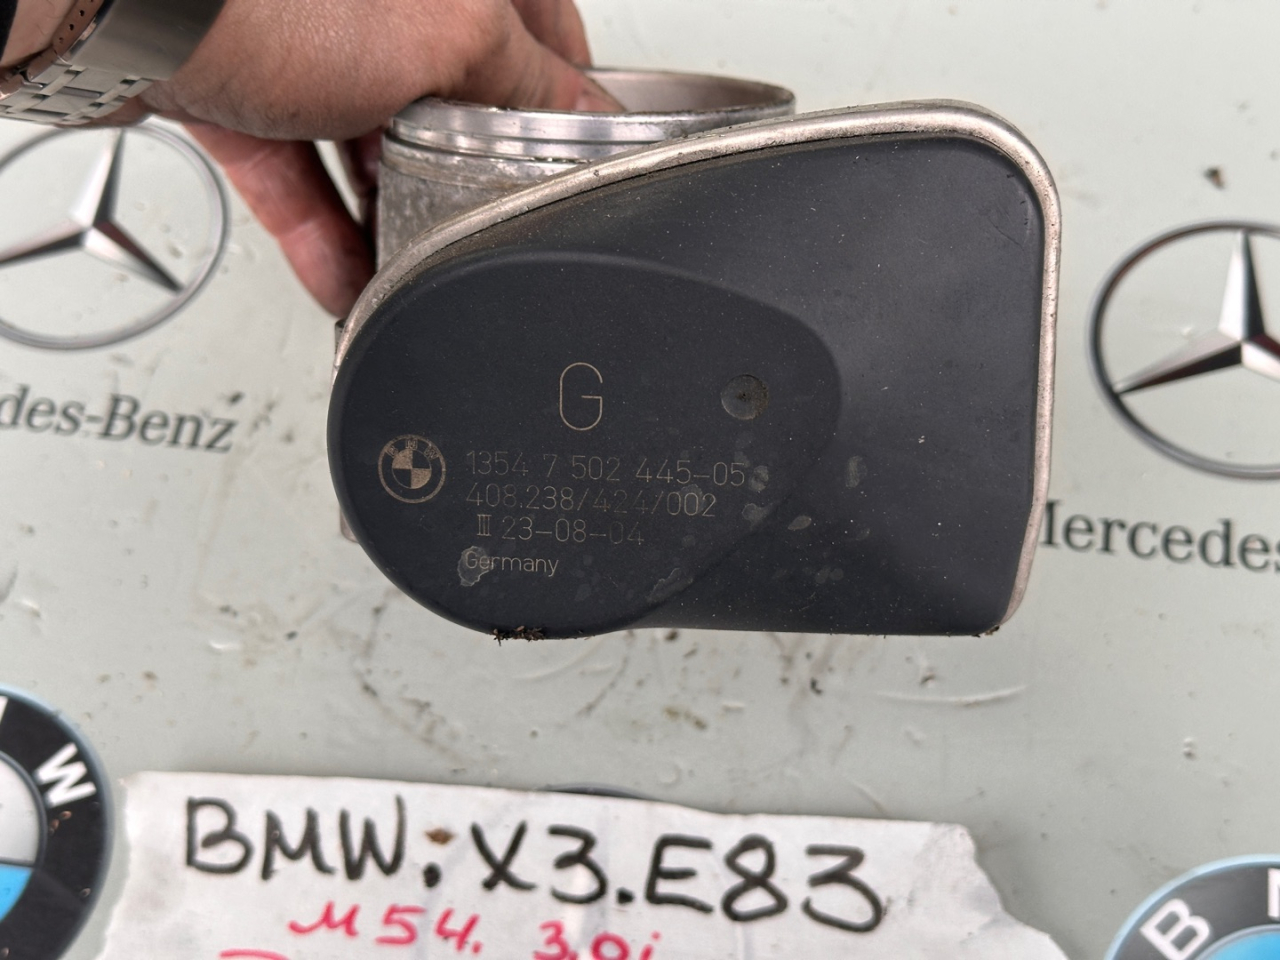 des-Benz
Mercedes
G
BMW
1354 7 502 445-05
408.238/424/002
III 23-08-04
Germany
W
B
BMW: X3.E83
M54. 3.0i